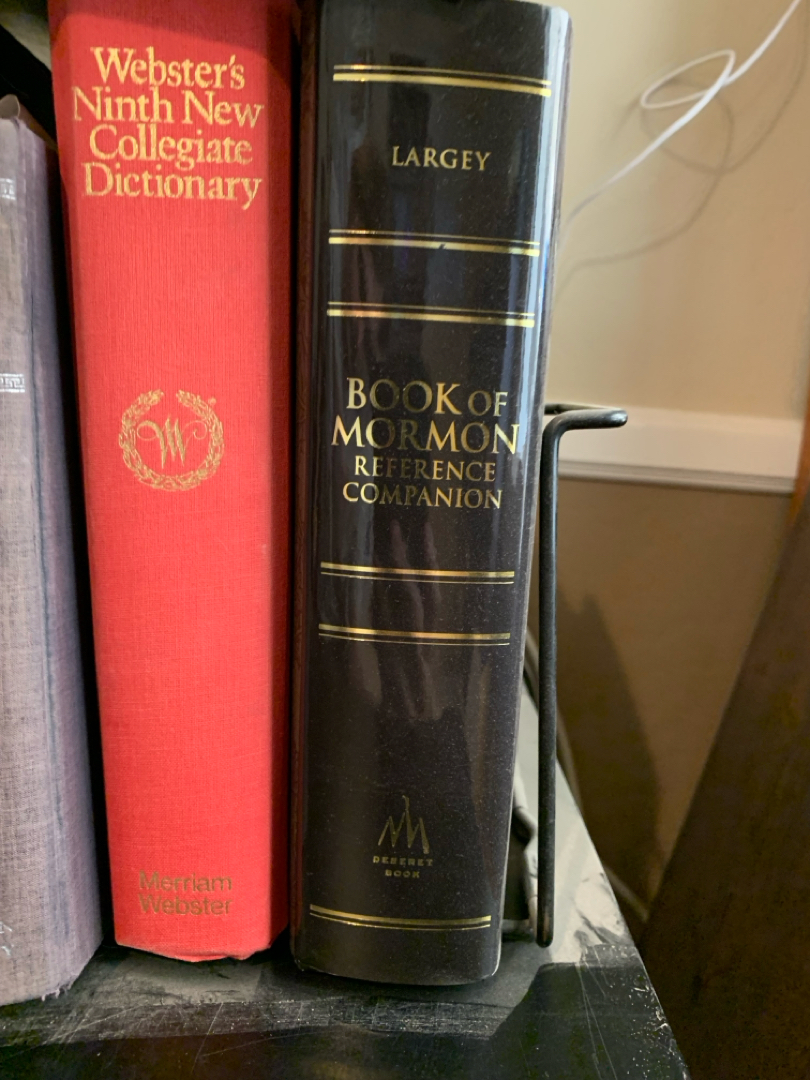 Webster's
Ninth New
Collegiate
Dictionary
W
Merriam
Webster
LARGEY
BOOK OF
MORMON
REFERENCE
COMPANION
DESERET
BOOK